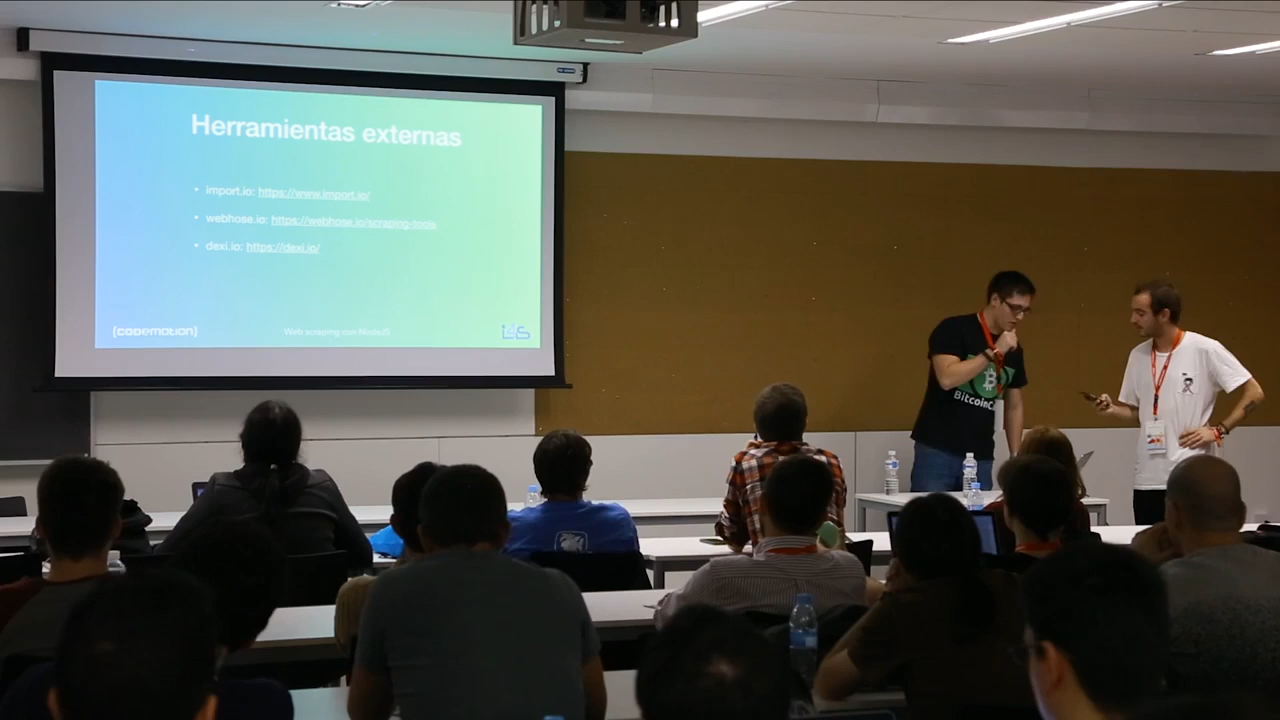 Herramientas externas
• import.io: https://www.import.io/
• webhose.io: https://webhose.io/scraping-tools
• dexi.io: https://dexi.io/
{codemotion}
Web scraping con NodeJS
BitcoinC